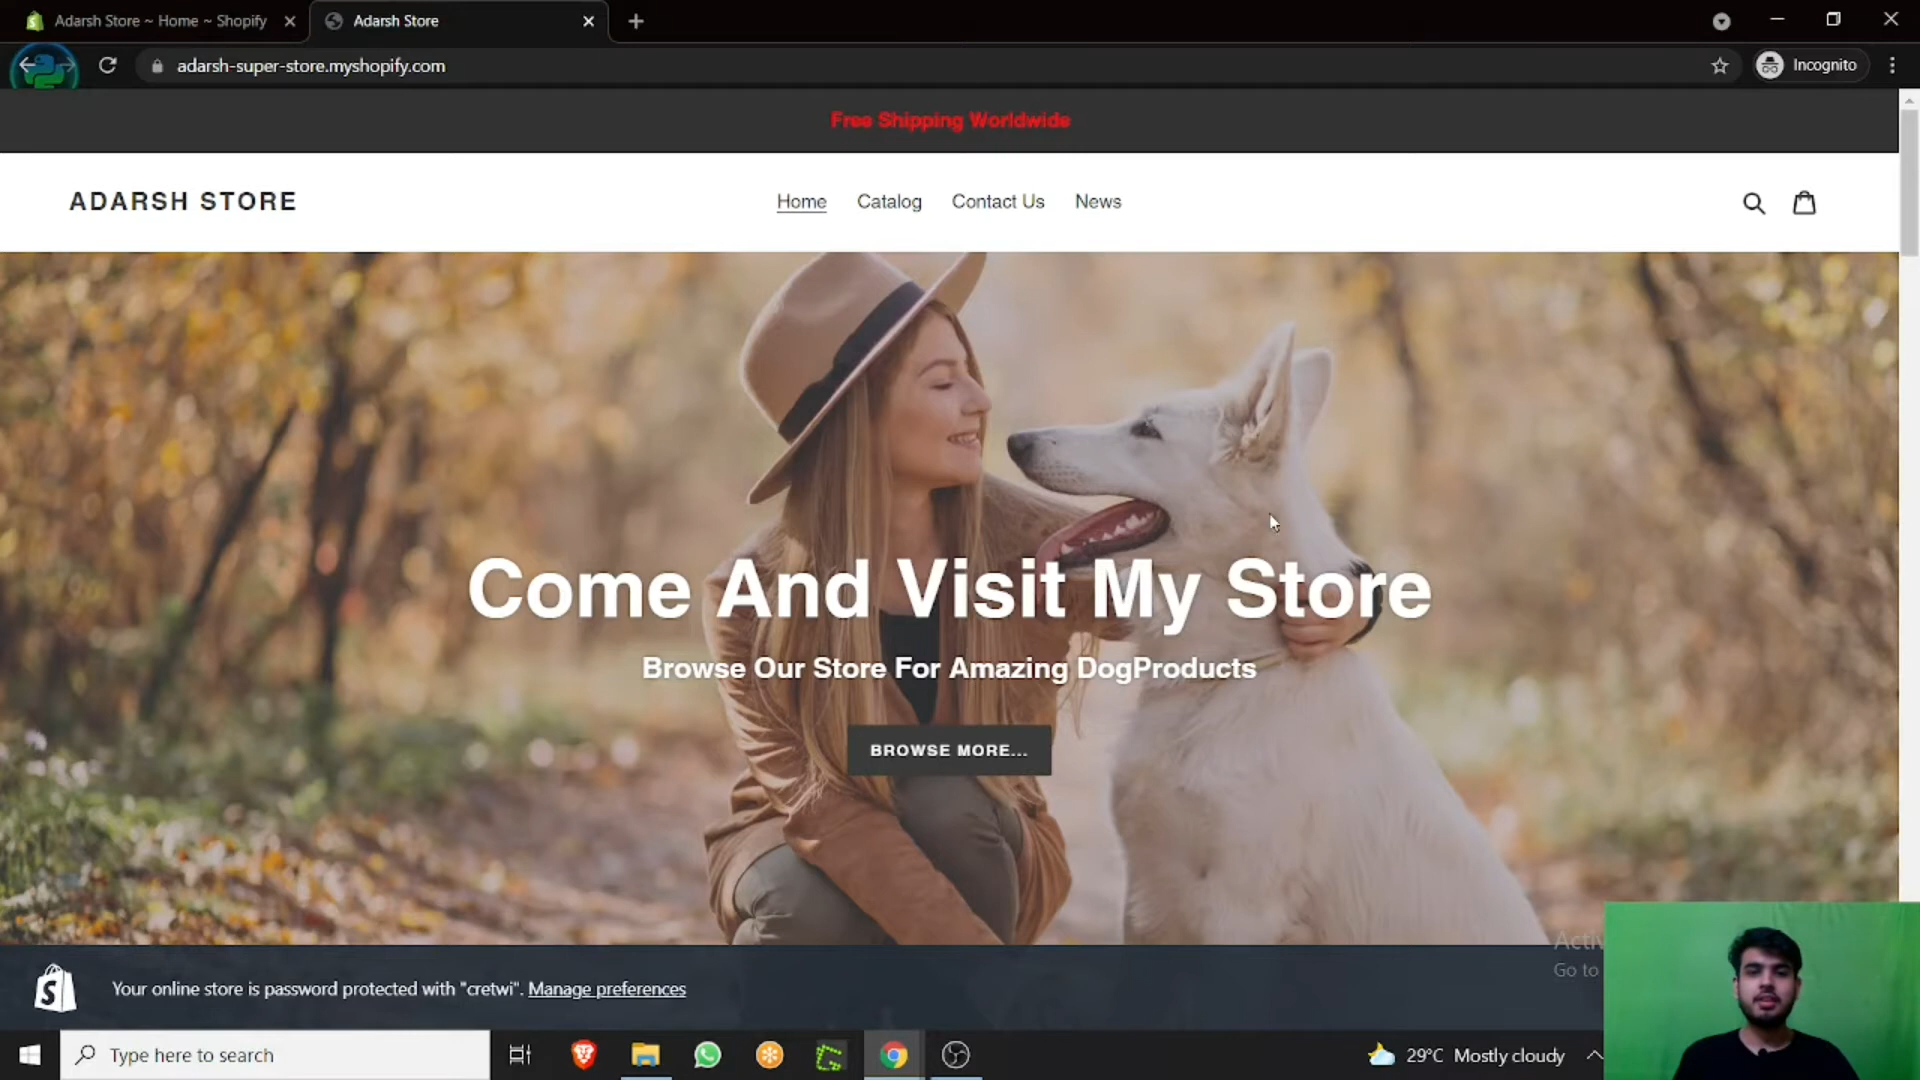 Adarsh Store ~ Home ~ Shopify
Adarsh Store
adarsh-super-store.myshopify.com
Incognito
Free Shipping Worldwide
ADARSH STORE
Home
Catalog
Contact Us
News
Come And Visit My Store
Browse Our Store For Amazing DogProducts
BROWSE MORE...
Your online store is password protected with "cretwi". Manage preferences
Go to
Type here to search
29°C Mostly cloudy